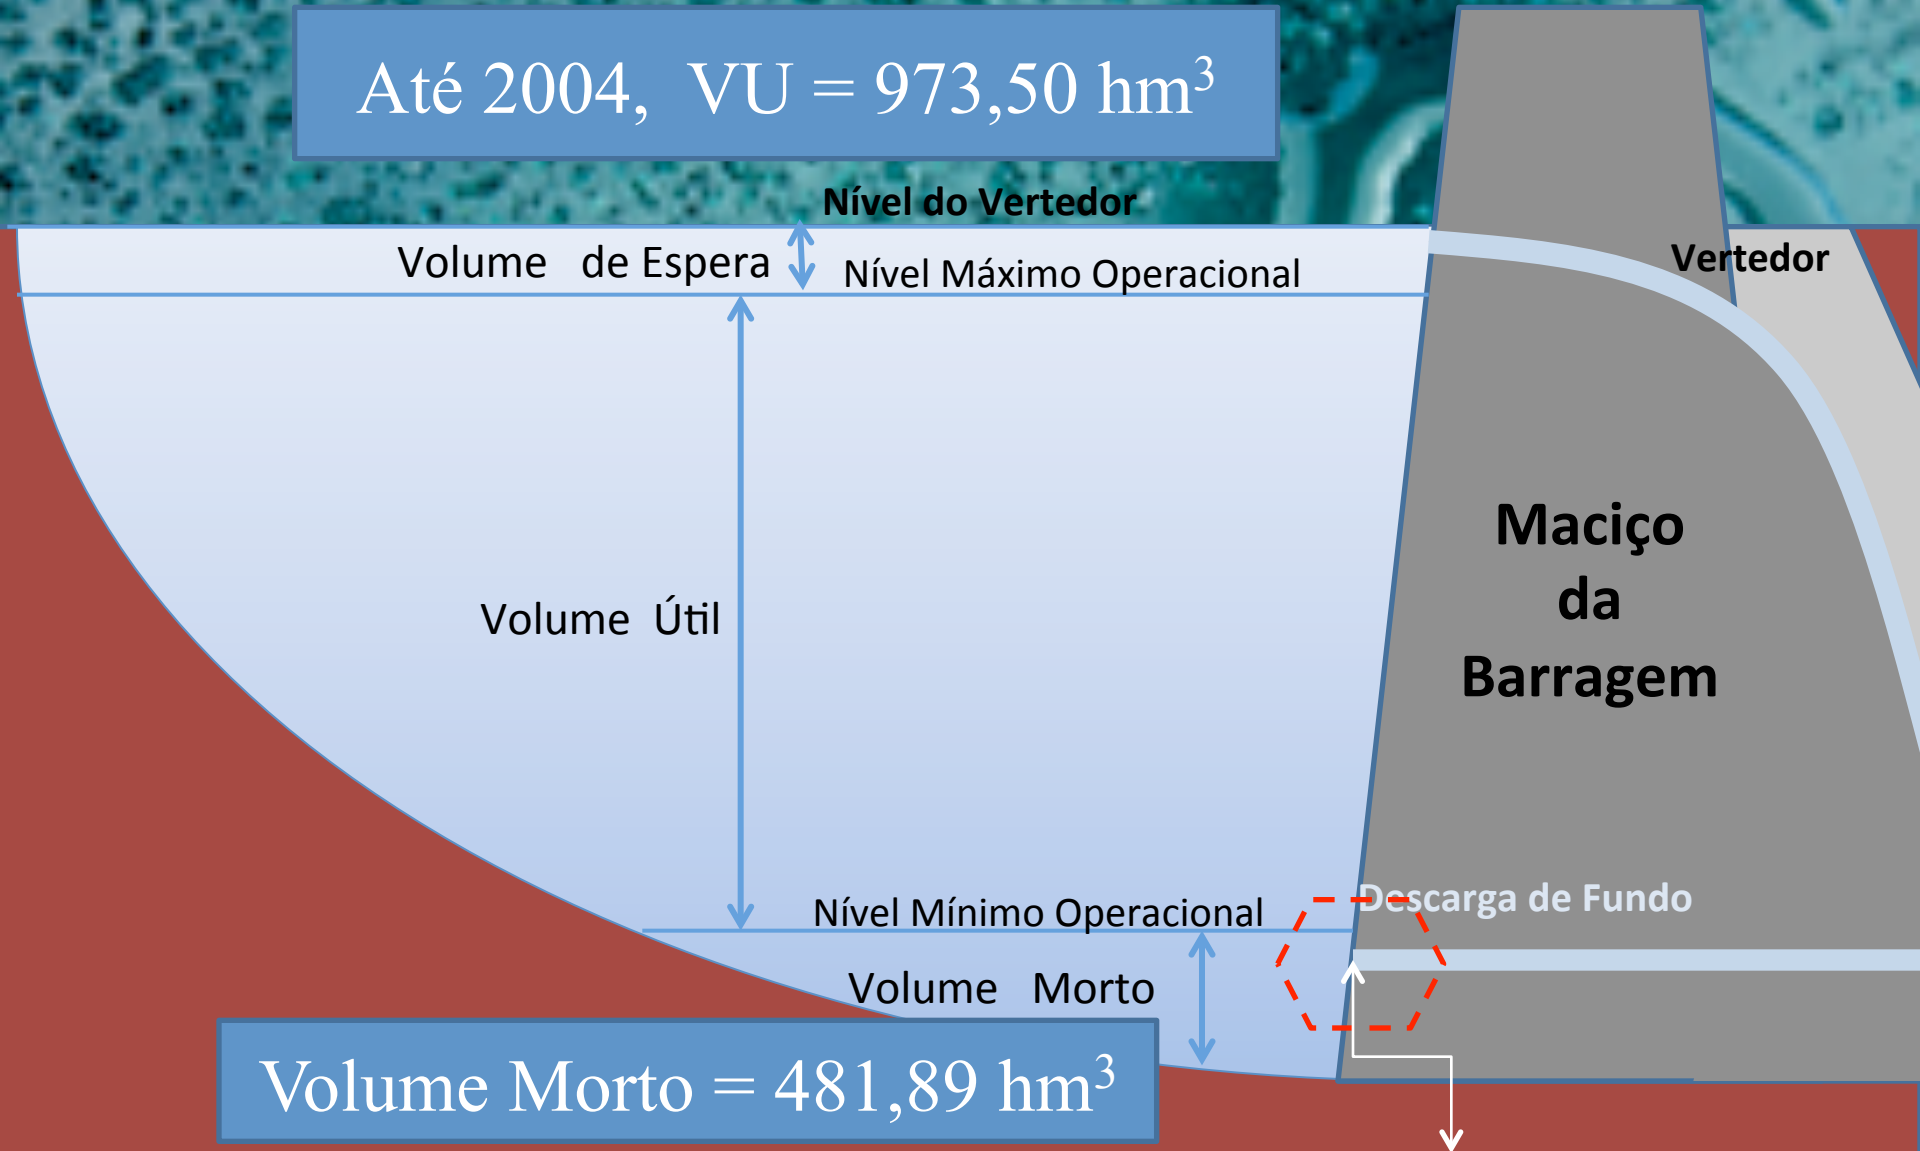 Até 2004, VU = 973,50 hm³
Nível do Vertedor
Volume de Espera
Nível Máximo Operacional
Vertedor
Maciço
da
Barragem
Volume Útil
Descarga de Fundo
Nível Mínimo Operacional
Volume Morto
Volume Morto = 481,89 hm³